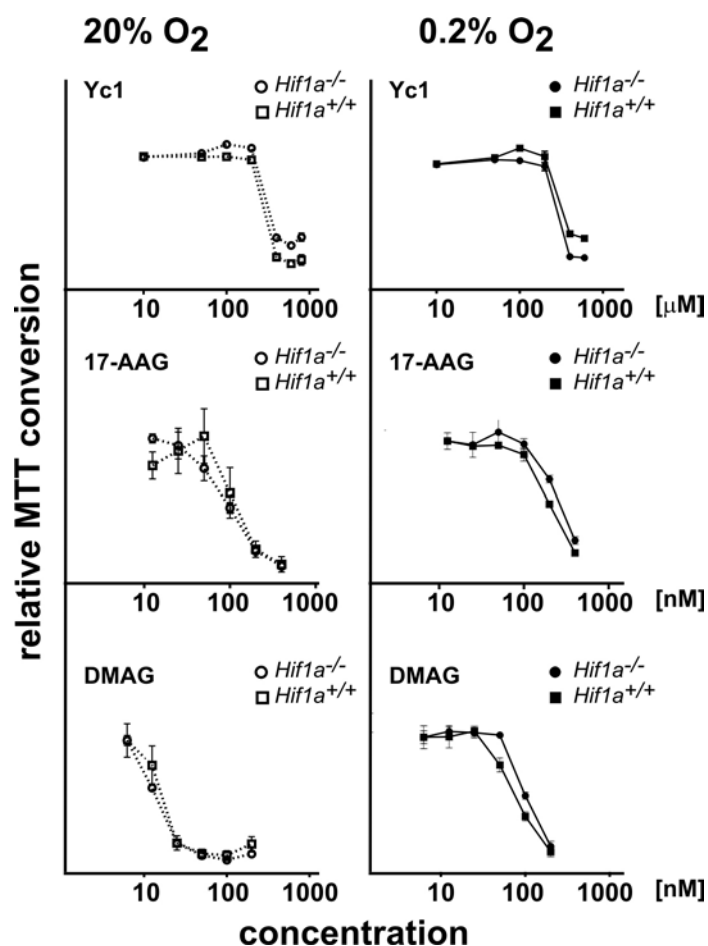 20% O2 0.2% O2
Yc1 Hif1a-/- Yc1 Hif1a-/-
Hif1a+/+ Hif1a+/+
10 100 1000 10 100 1000 [μM]
17-AAG Hif1a-/- 17-AAG Hif1a-/-
Hif1a+/+ Hif1a+/+
10 100 1000 10 100 1000 [nM]
DMAG Hif1a-/- DMAG Hif1a-/-
Hif1a+/+ Hif1a+/+
10 100 1000 10 100 1000 [nM]
relative MTT conversion
concentration